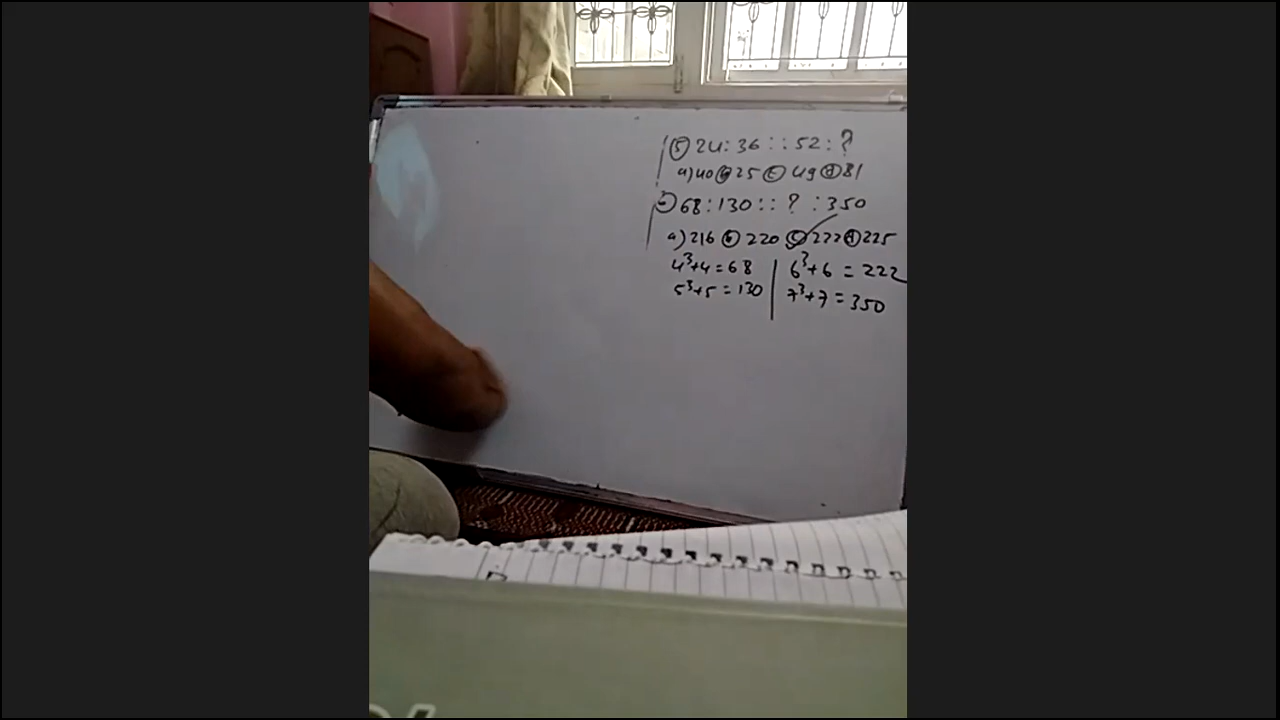 (5) 24 : 36 :: 52 : ?
a) 40 (b) 25 (c) 49 (d) 81
68 : 130 :: ? : 350
a) 216 (b) 220 (c) 222 (d) 225
4³+4 = 68 | 6³+6 = 222
5³+5 = 130 | 7³+7 = 350